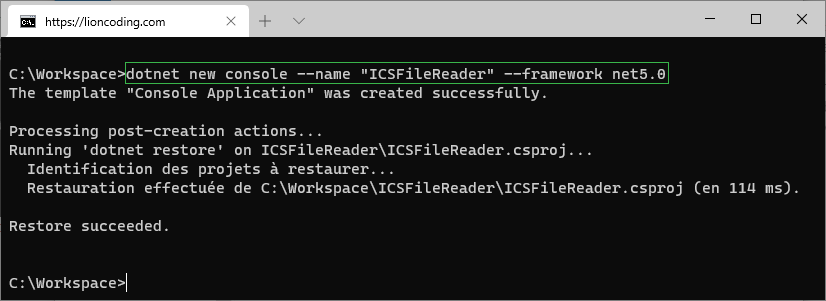 https://lioncoding.com
C:\Workspace>dotnet new console --name "ICSFileReader" --framework net5.0
The template "Console Application" was created successfully.
Processing post-creation actions...
Running 'dotnet restore' on ICSFileReader\ICSFileReader.csproj...
  Identification des projets à restaurer...
  Restauration effectuée de C:\Workspace\ICSFileReader\ICSFileReader.csproj (en 114 ms).
Restore succeeded.
C:\Workspace>